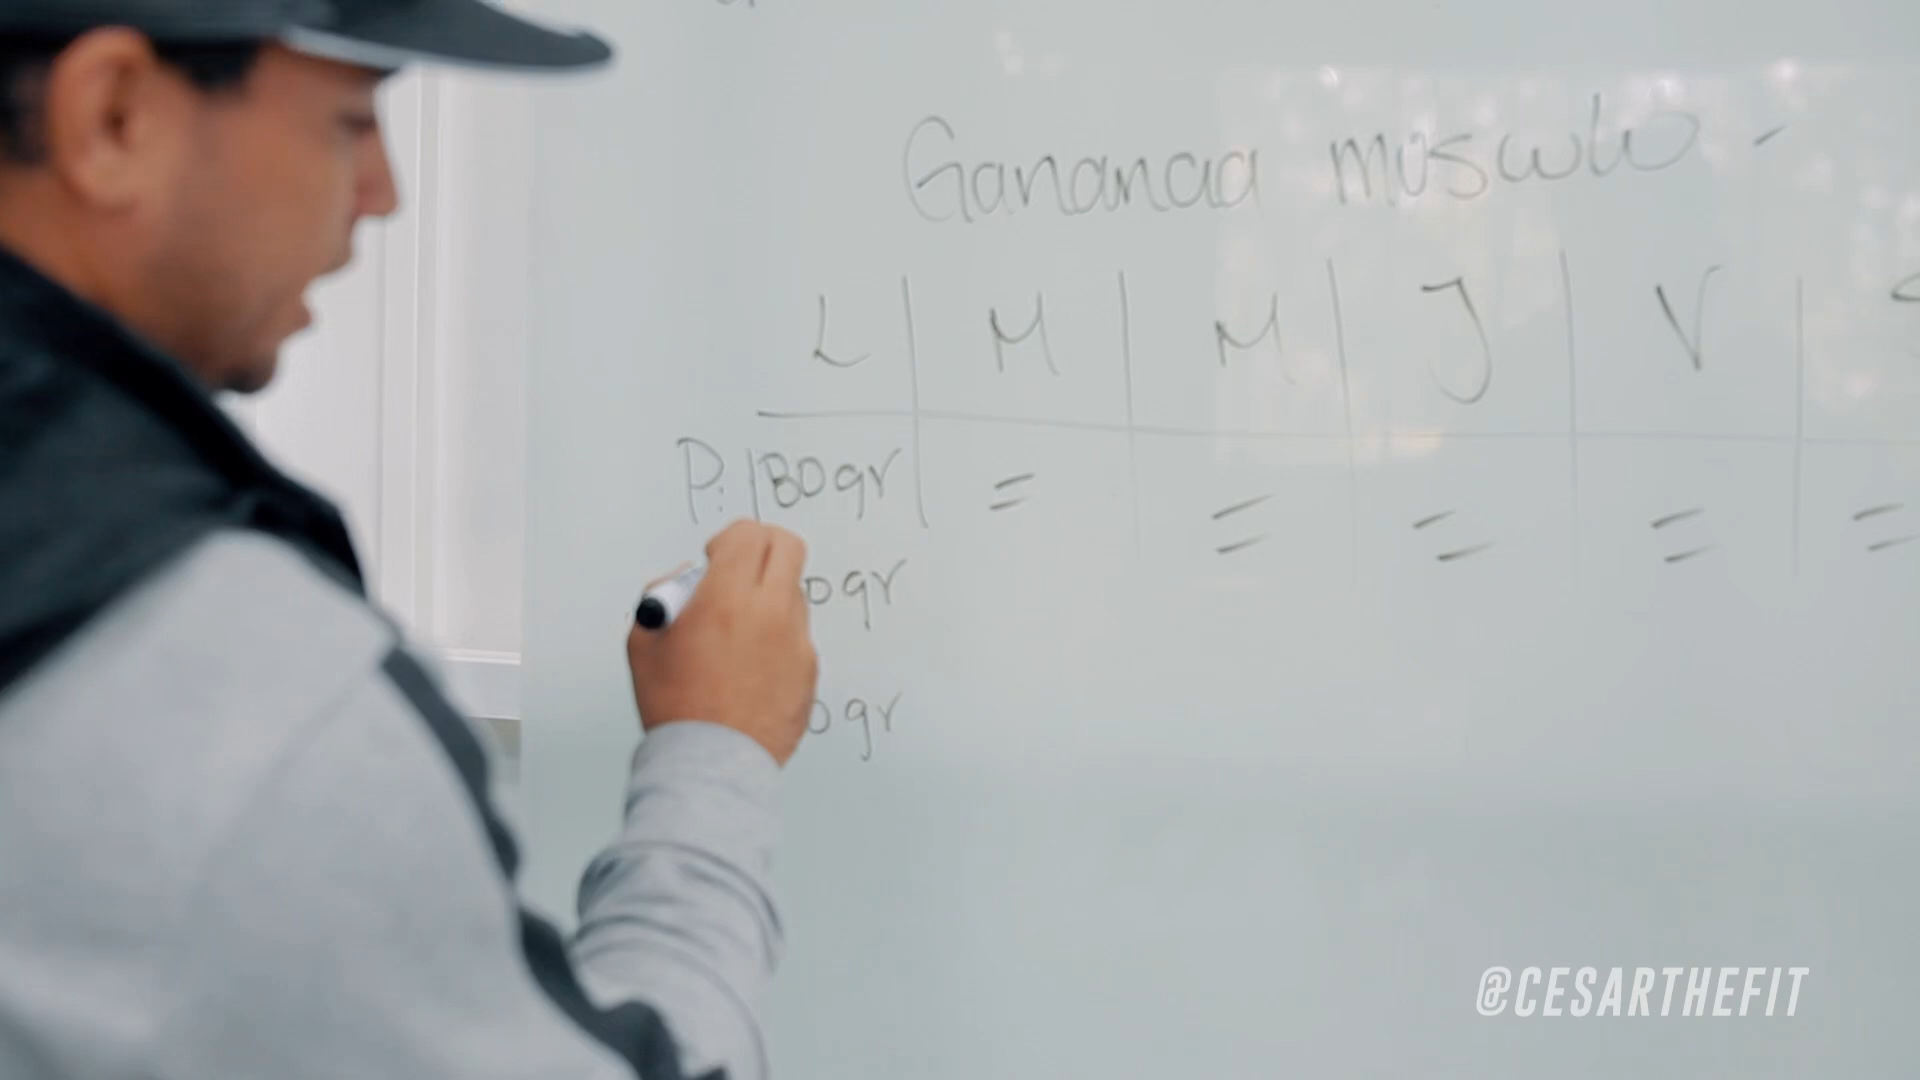 Ganancia musculo -
L M M J V S
P: 180gr = = = = =
0gr
0gr
@CESARTHEFIT